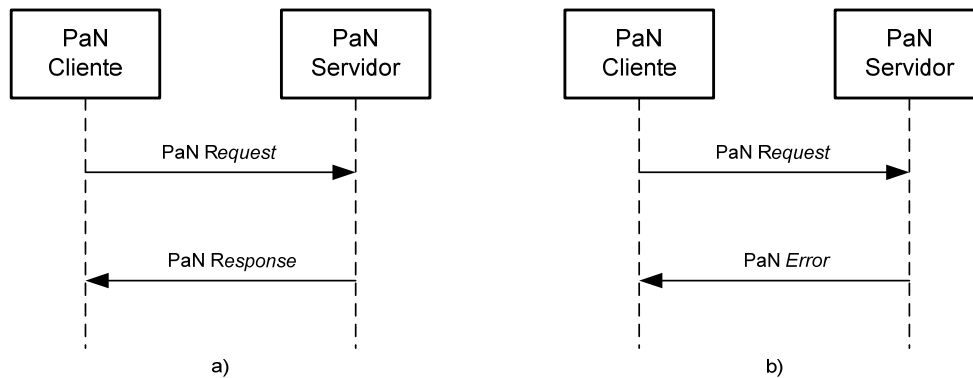 PaN
Cliente
PaN
Servidor
PaN Request
PaN Response
a)
PaN
Cliente
PaN
Servidor
PaN Request
PaN Error
b)